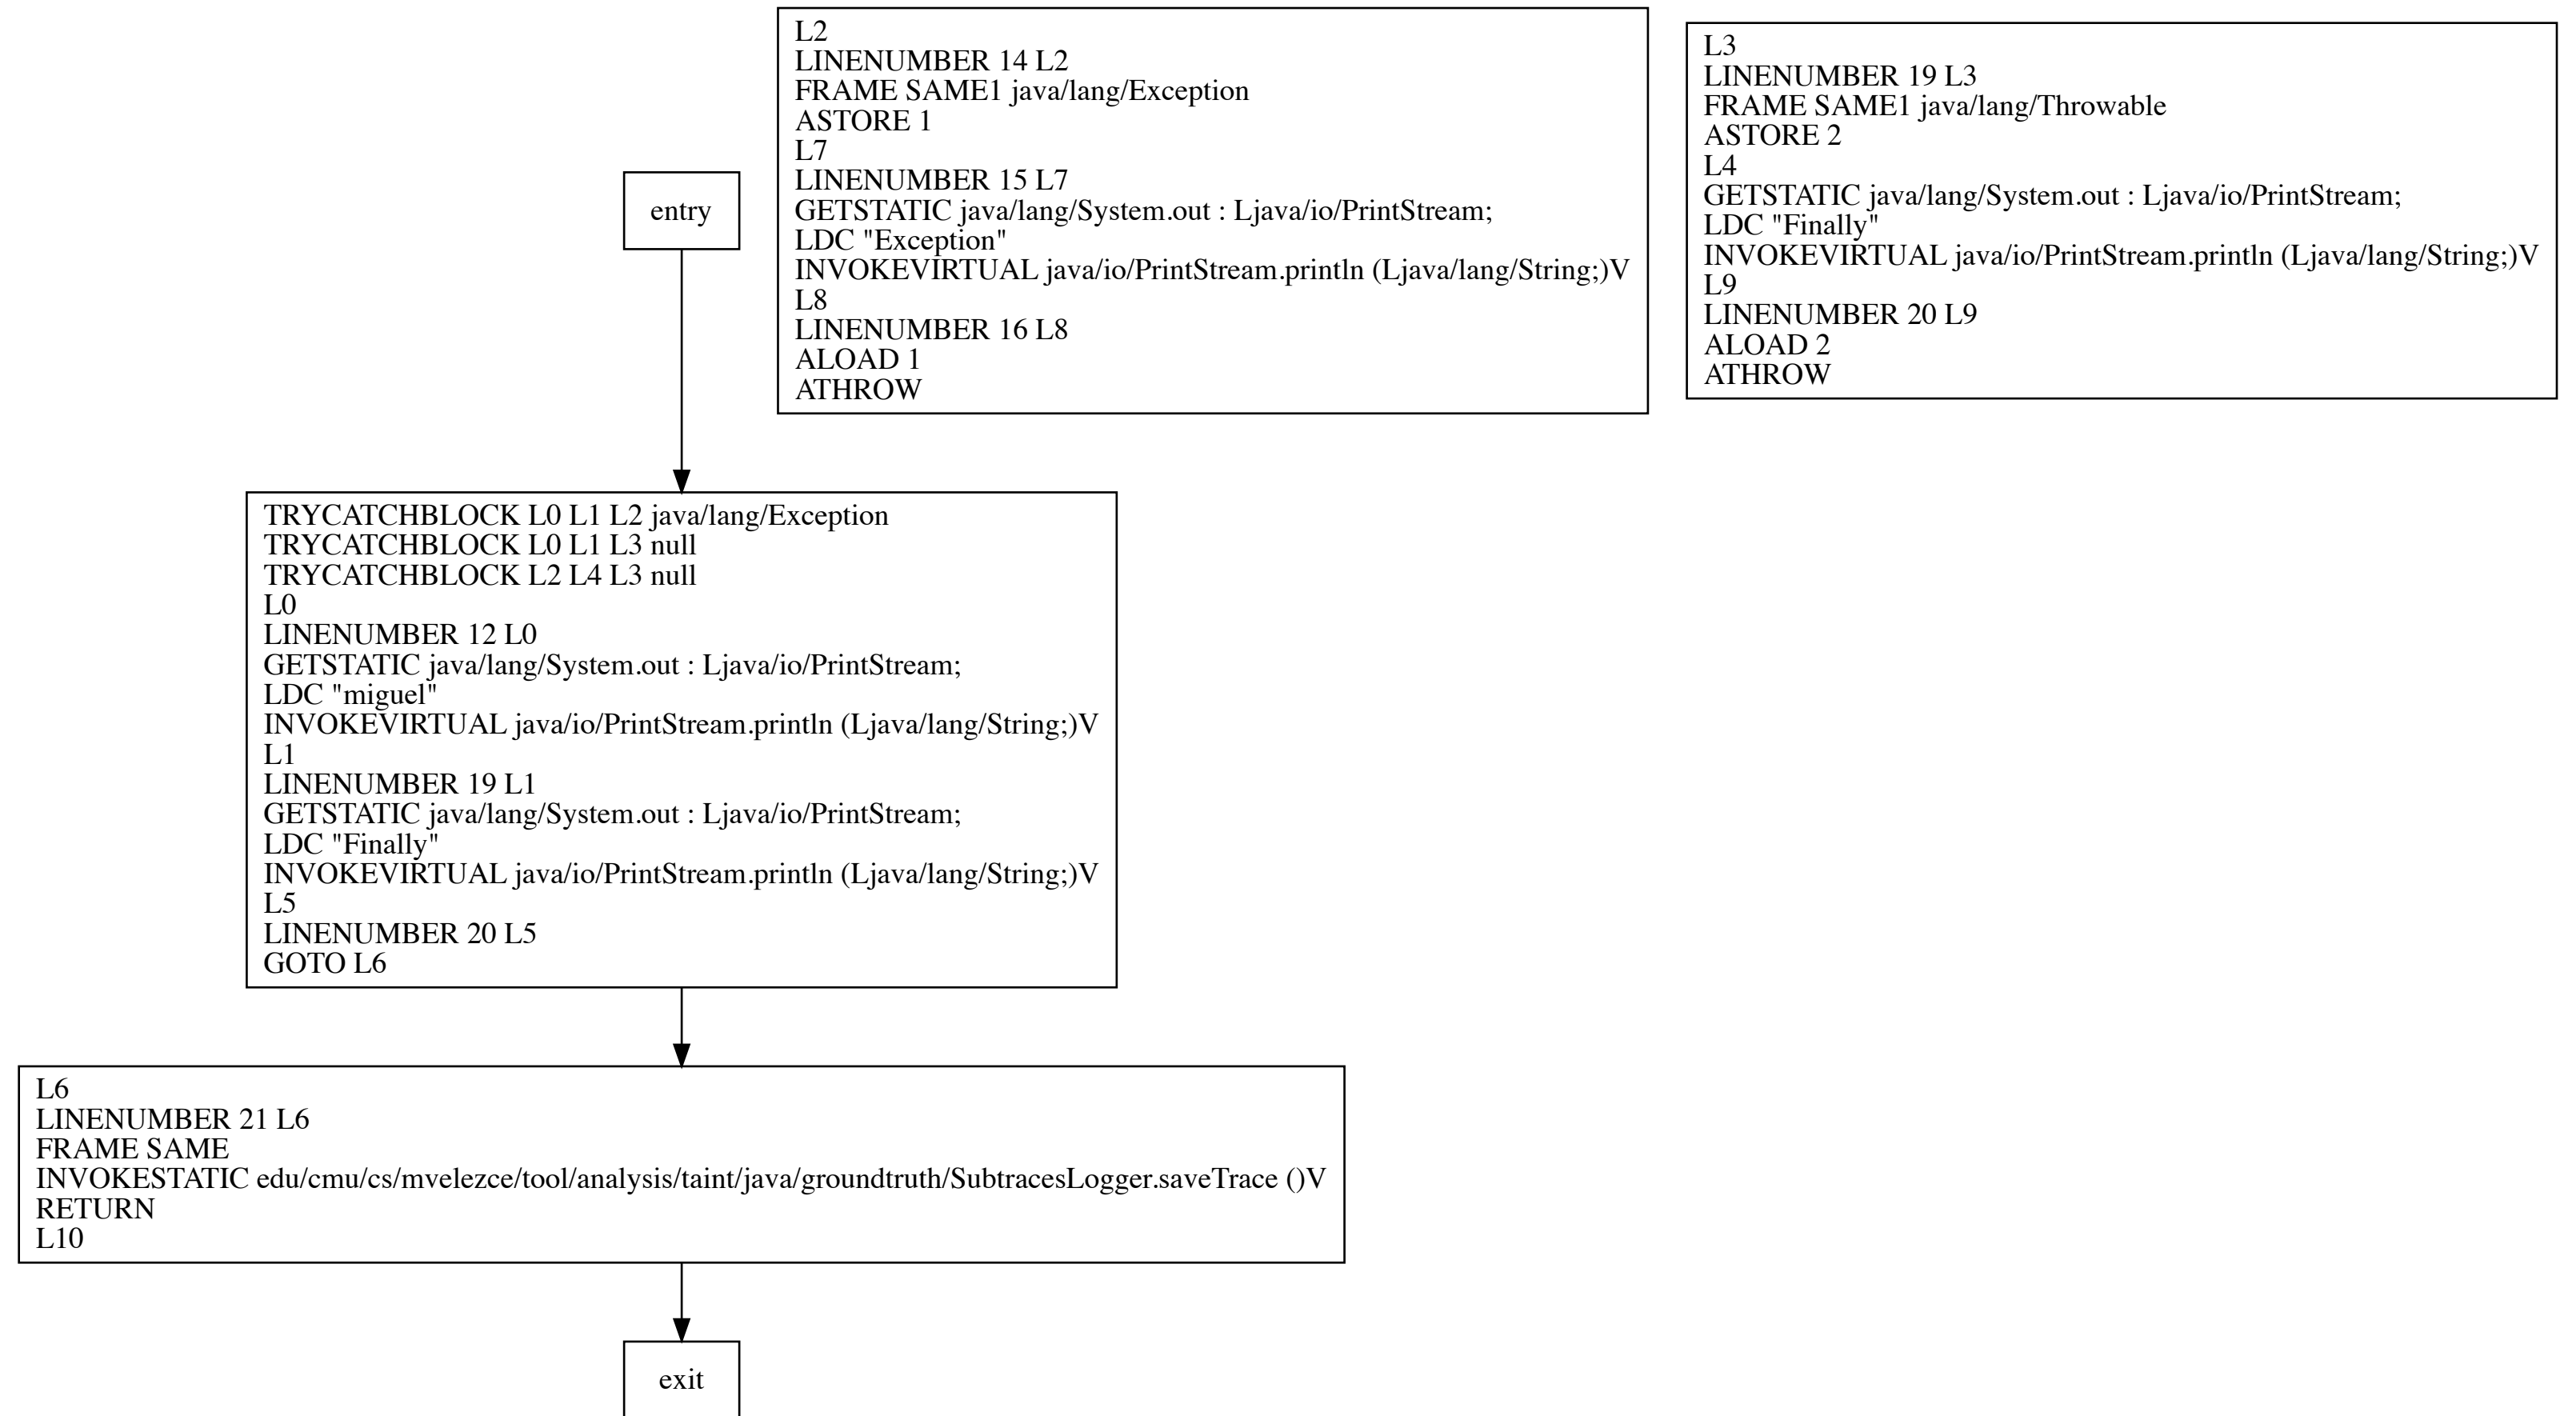 entry
L2
LINENUMBER 14 L2
FRAME SAME1 java/lang/Exception
ASTORE 1
L7
LINENUMBER 15 L7
GETSTATIC java/lang/System.out : Ljava/io/PrintStream;
LDC "Exception"
INVOKEVIRTUAL java/io/PrintStream.println (Ljava/lang/String;)V
L8
LINENUMBER 16 L8
ALOAD 1
ATHROW
L3
LINENUMBER 19 L3
FRAME SAME1 java/lang/Throwable
ASTORE 2
L4
GETSTATIC java/lang/System.out : Ljava/io/PrintStream;
LDC "Finally"
INVOKEVIRTUAL java/io/PrintStream.println (Ljava/lang/String;)V
L9
LINENUMBER 20 L9
ALOAD 2
ATHROW
TRYCATCHBLOCK L0 L1 L2 java/lang/Exception
TRYCATCHBLOCK L0 L1 L3 null
TRYCATCHBLOCK L2 L4 L3 null
L0
LINENUMBER 12 L0
GETSTATIC java/lang/System.out : Ljava/io/PrintStream;
LDC "miguel"
INVOKEVIRTUAL java/io/PrintStream.println (Ljava/lang/String;)V
L1
LINENUMBER 19 L1
GETSTATIC java/lang/System.out : Ljava/io/PrintStream;
LDC "Finally"
INVOKEVIRTUAL java/io/PrintStream.println (Ljava/lang/String;)V
L5
LINENUMBER 20 L5
GOTO L6
L6
LINENUMBER 21 L6
FRAME SAME
INVOKESTATIC edu/cmu/cs/mvelezce/tool/analysis/taint/java/groundtruth/SubtracesLogger.saveTrace ()V
RETURN
L10
exit